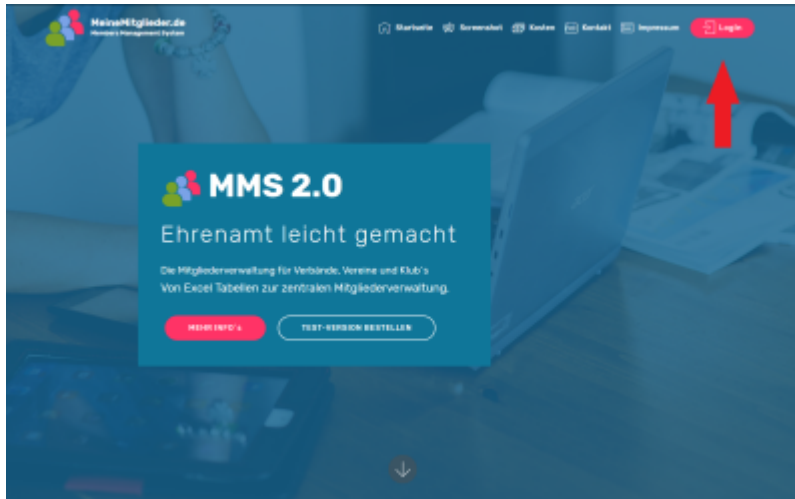 MeineMitglieder.de
Members Management System
Startseite Screenshot Kosten Kontakt Impressum Login
MMS 2.0
Ehrenamt leicht gemacht
Die Mitgliederverwaltung für Verbände, Vereine und Klub's
Von Excel Tabellen zur zentralen Mitgliederverwaltung.
MEHR INFO's TEST-VERSION BESTELLEN